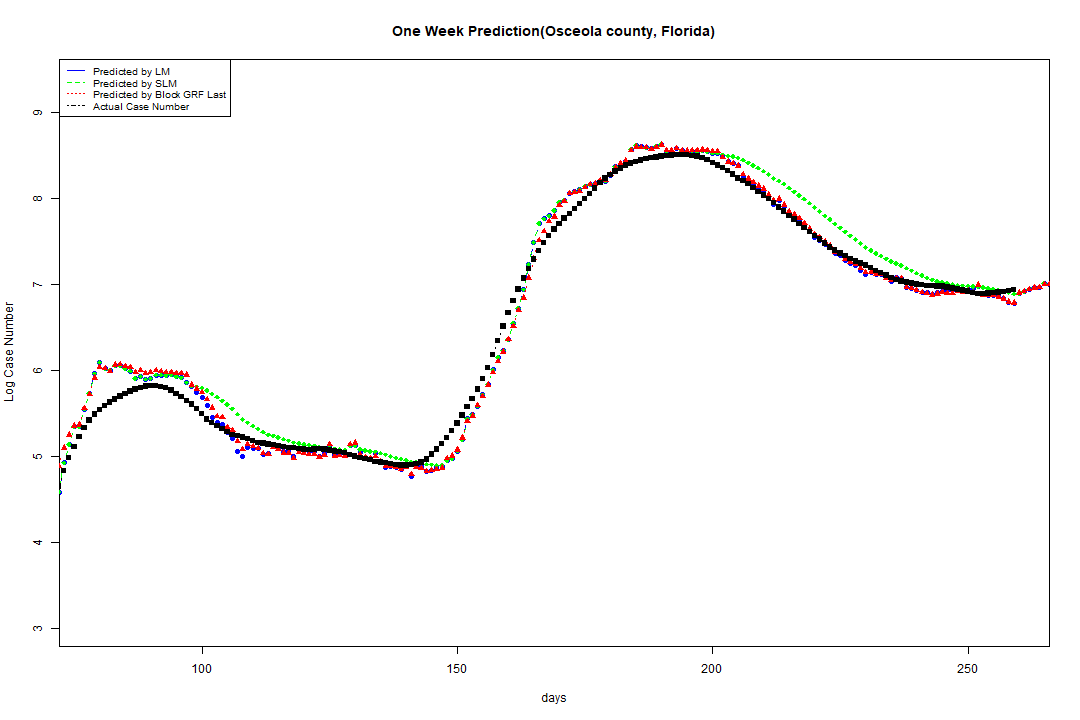 One Week Prediction(Osceola county, Florida)
Predicted by LM
Predicted by SLM
Predicted by Block GRF Last
Actual Case Number
9
8
7
6
5
4
3
Log Case Number
100
150
200
250
days